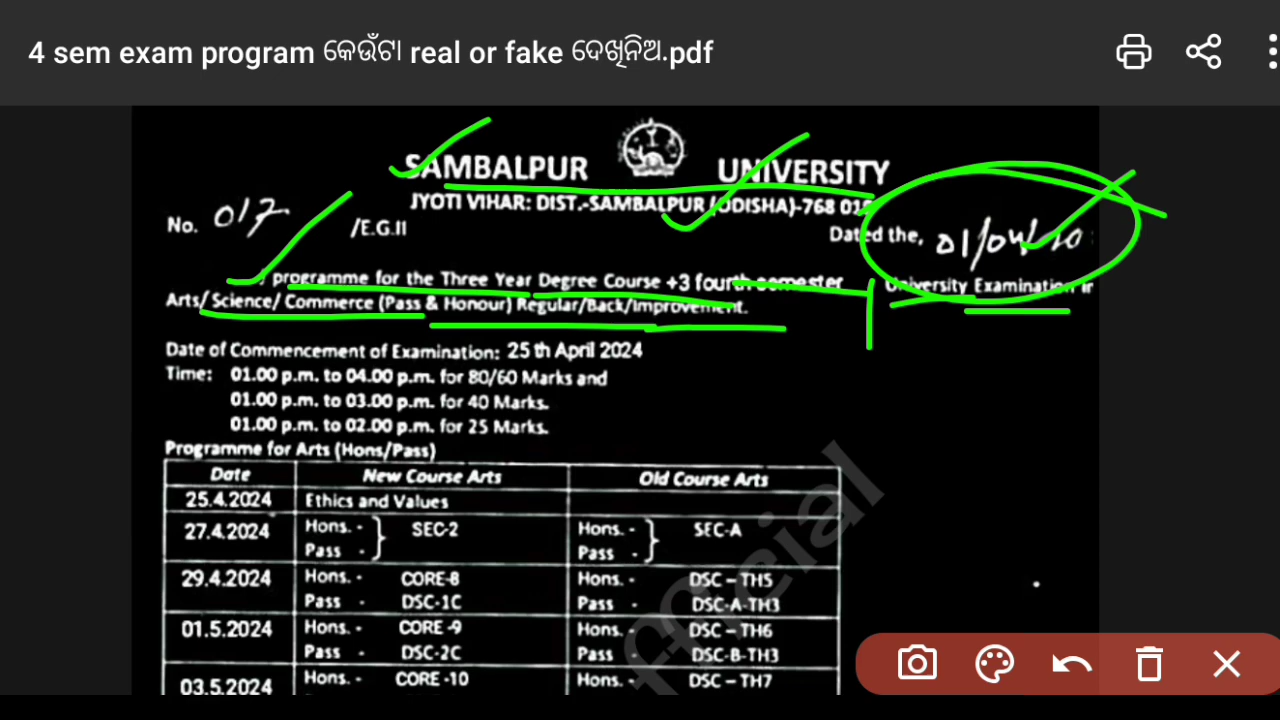 4 sem exam program କେଉଁଟା real or fake ଦେଖିନିଅ.pdf
SAMBALPUR UNIVERSITY
JYOTI VIHAR: DIST.-SAMBALPUR (ODISHA)-768
No. 017 /E.G.II Dated the, 01/04/20
programme for the Three Year Degree Course +3 fourth semester University Examination in
Arts/ Science/ Commerce (Pass & Honour) Regular/Back/Improvement.
Date of Commencement of Examination: 25 th April 2024
Time: 01.00 p.m. to 04.00 p.m. for 80/60 Marks and
01.00 p.m. to 03.00 p.m. for 40 Marks.
01.00 p.m. to 02.00 p.m. for 25 Marks.
Programme for Arts (Hons/Pass)
Date New Course Arts Old Course Arts
25.4.2024 Ethics and Values
27.4.2024 Hons. - SEC-2 Hons. - SEC-A
Pass - Pass -
29.4.2024 Hons. - CORE-8 Hons. - DSC – TH5
Pass - DSC-1C Pass - DSC-A-TH3
01.5.2024 Hons. - CORE -9 Hons. - DSC – TH6
Pass - DSC-2C Pass - DSC-B-TH3
03.5.2024 Hons. - CORE -10 Hons. - DSC – TH7
fficial